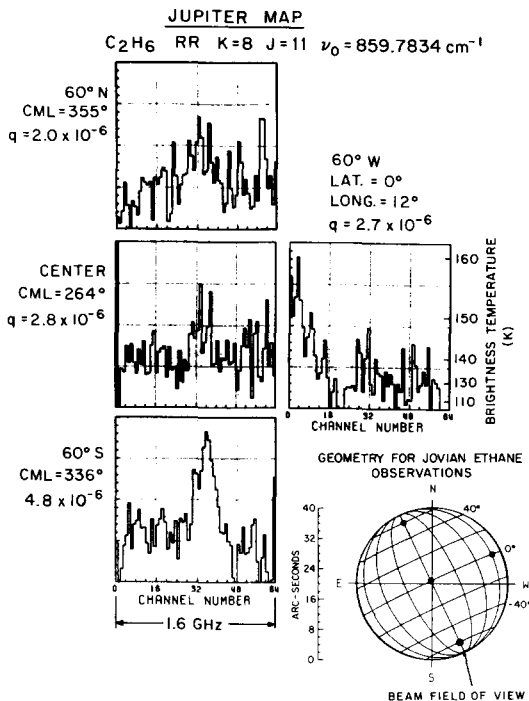 JUPITER MAP
C2H6 RR K=8 J=11 ν0 = 859.7834 cm⁻¹
60° N
CML = 355°
q = 2.0 x 10⁻⁶
60° W
LAT. = 0°
LONG. = 12°
q = 2.7 x 10⁻⁶
CENTER
CML = 264°
q = 2.8 x 10⁻⁶
160
150
140
130
110
BRIGHTNESS TEMPERATURE
(K)
0 16 32 48 64
CHANNEL NUMBER
60° S
CML = 336°
4.8 x 10⁻⁶
0 16 32 48 64
CHANNEL NUMBER
1.6 GHz
GEOMETRY FOR JOVIAN ETHANE
OBSERVATIONS
N
40
32
24
16
8
0
ARC-SECONDS
40°
0°
-40°
E
W
S
BEAM FIELD OF VIEW